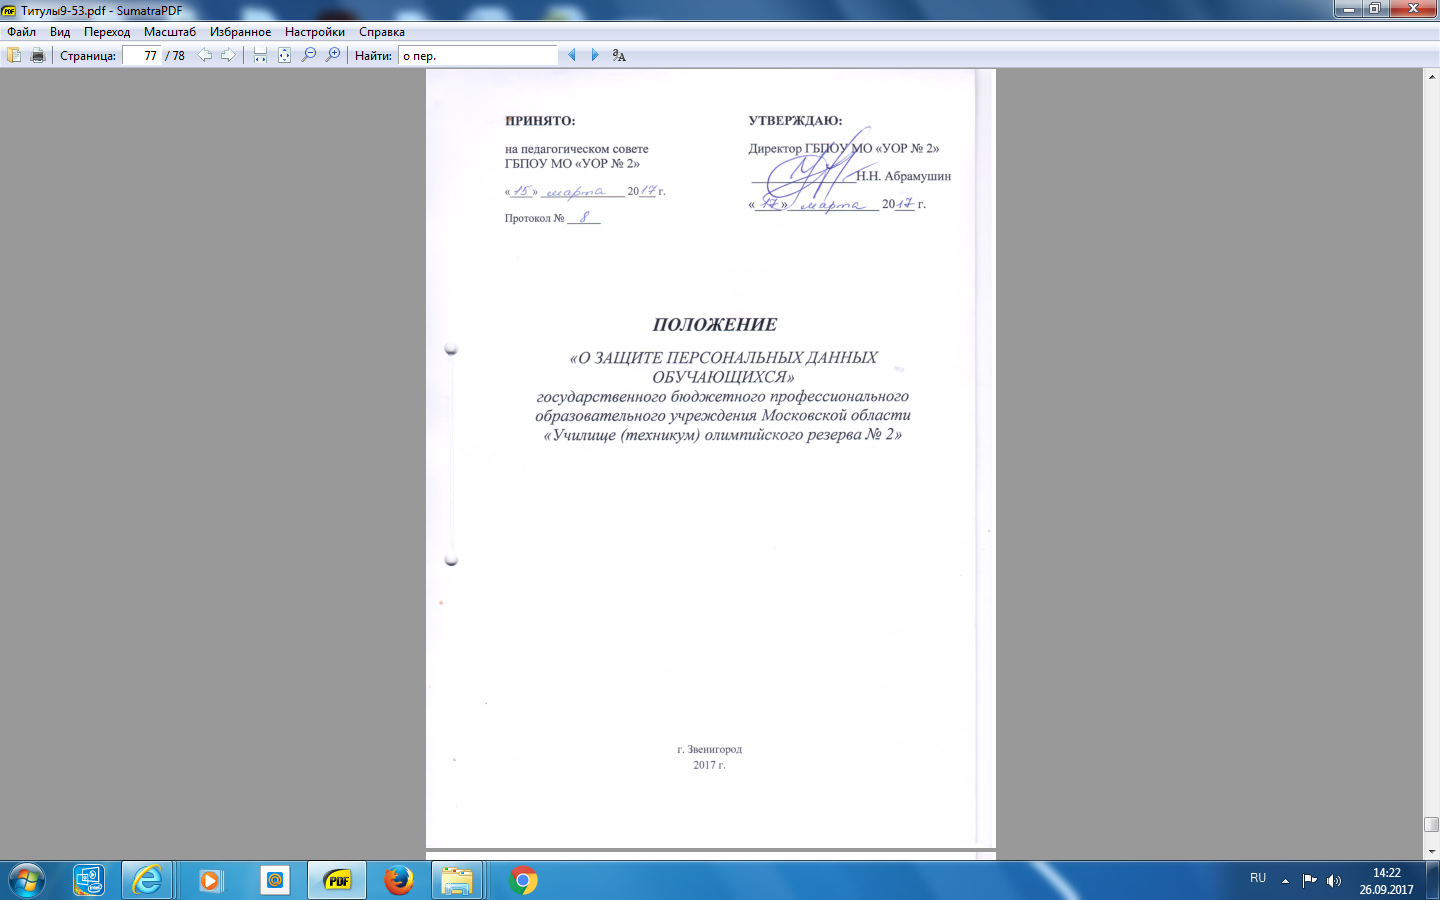 Титулы9-53.pdf - SumatraPDF
Файл Вид Переход Масштаб Избранное Настройки Справка
Страница: 77 / 78 Найти: о пер.
ПРИНЯТО:
на педагогическом совете
ГБПОУ МО «УОР № 2»
«15» марта 2017 г.
Протокол № 8
УТВЕРЖДАЮ:
Директор ГБПОУ МО «УОР № 2»
Н.Н. Абрамушин
«17» марта 2017 г.
ПОЛОЖЕНИЕ
«О ЗАЩИТЕ ПЕРСОНАЛЬНЫХ ДАННЫХ
ОБУЧАЮЩИХСЯ»
государственного бюджетного профессионального
образовательного учреждения Московской области
«Училище (техникум) олимпийского резерва № 2»
г. Звенигород
2017 г.
PDF
RU
14:22
26.09.2017